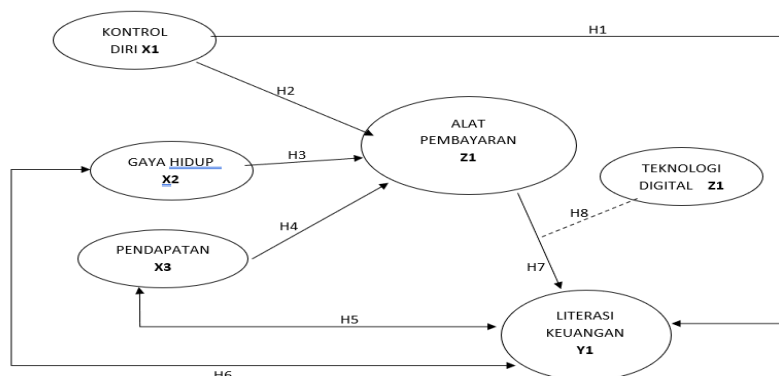 KONTROL
DIRI X1
H1
H2
ALAT
PEMBAYARAN
Z1
GAYA HIDUP
X2
H3
TEKNOLOGI
DIGITAL Z1
H8
H4
PENDAPATAN
X3
H7
LITERASI
KEUANGAN
Y1
H5
H6